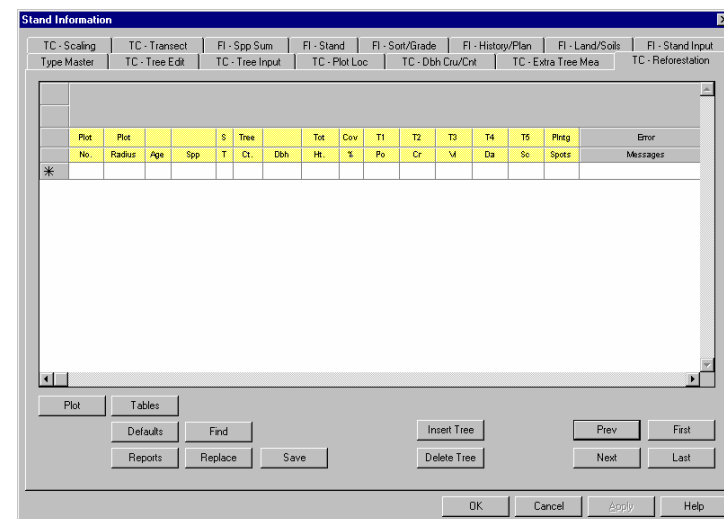 Stand Information
TC - Scaling TC - Transect FI - Spp Sum FI - Stand FI - Sort/Grade FI - History/Plan FI - Land/Soils FI - Stand Input
Type Master TC - Tree Edit TC - Tree Input TC - Plot Loc TC - Dbh Cru/Cnt TC - Extra Tree Mea TC - Reforestation
Plot Plot S Tree Tot Cov T1 T2 T3 T4 T5 Plntg Error
No. Radius Age Spp T Ct. Dbh Ht. % Po Cr Vi Da Sc Spots Messages
Plot Tables
Defaults Find Insert Tree Prev First
Reports Replace Save Delete Tree Next Last
OK Cancel Apply Help